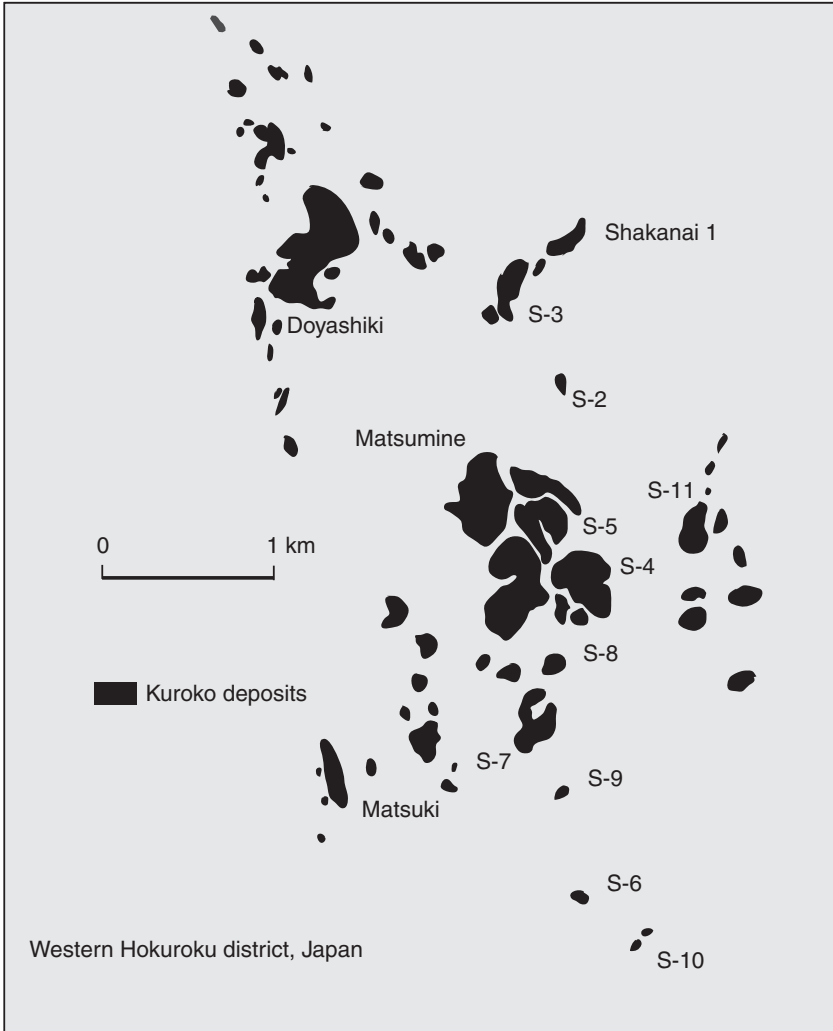 Shakanai 1
S-3
Doyashiki
S-2
Matsumine
S-11
S-5
0 1 km
S-4
S-8
Kuroko deposits
S-7
S-9
Matsuki
S-6
Western Hokuroku district, Japan
S-10